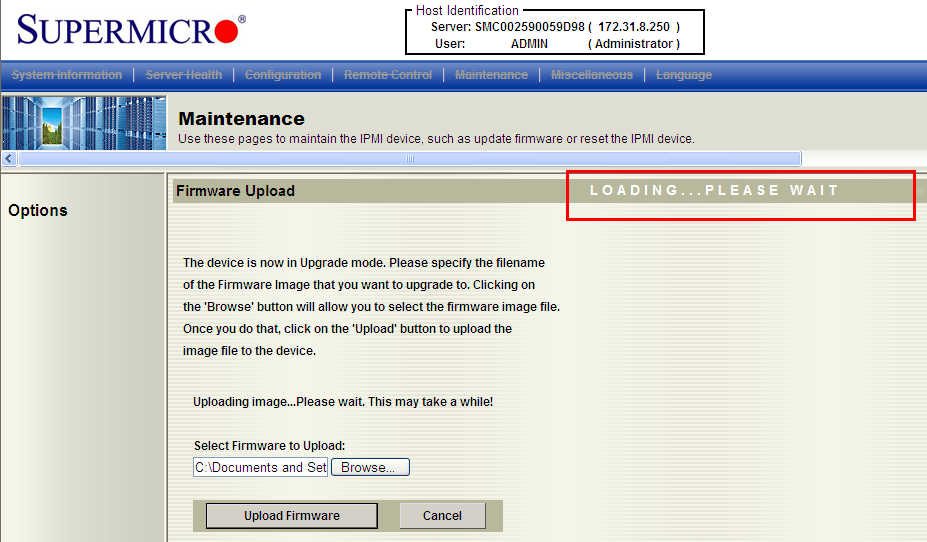 SUPERMICRO®
Host Identification
Server: SMC002590059D98 ( 172.31.8.250 )
User: ADMIN ( Administrator )
System Information | Server Health | Configuration | Remote Control | Maintenance | Miscellaneous | Language
Maintenance
Use these pages to maintain the IPMI device, such as update firmware or reset the IPMI device.
Options
Firmware Upload
LOADING...PLEASE WAIT
The device is now in Upgrade mode. Please specify the filename
of the Firmware Image that you want to upgrade to. Clicking on
the 'Browse' button will allow you to select the firmware image file.
Once you do that, click on the 'Upload' button to upload the
image file to the device.
Uploading image...Please wait. This may take a while!
Select Firmware to Upload:
C:\Documents and Set Browse...
Upload Firmware Cancel